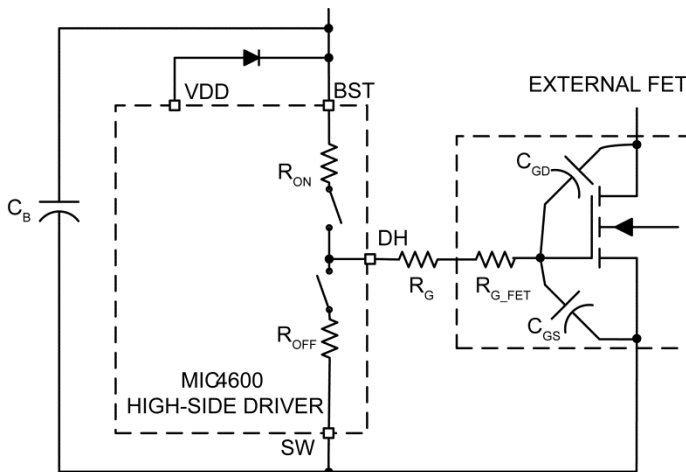 VDD
BST
EXTERNAL FET
R_ON
C_GD
C_B
DH
R_G
R_G_FET
R_OFF
C_GS
MIC4600
HIGH-SIDE DRIVER
SW